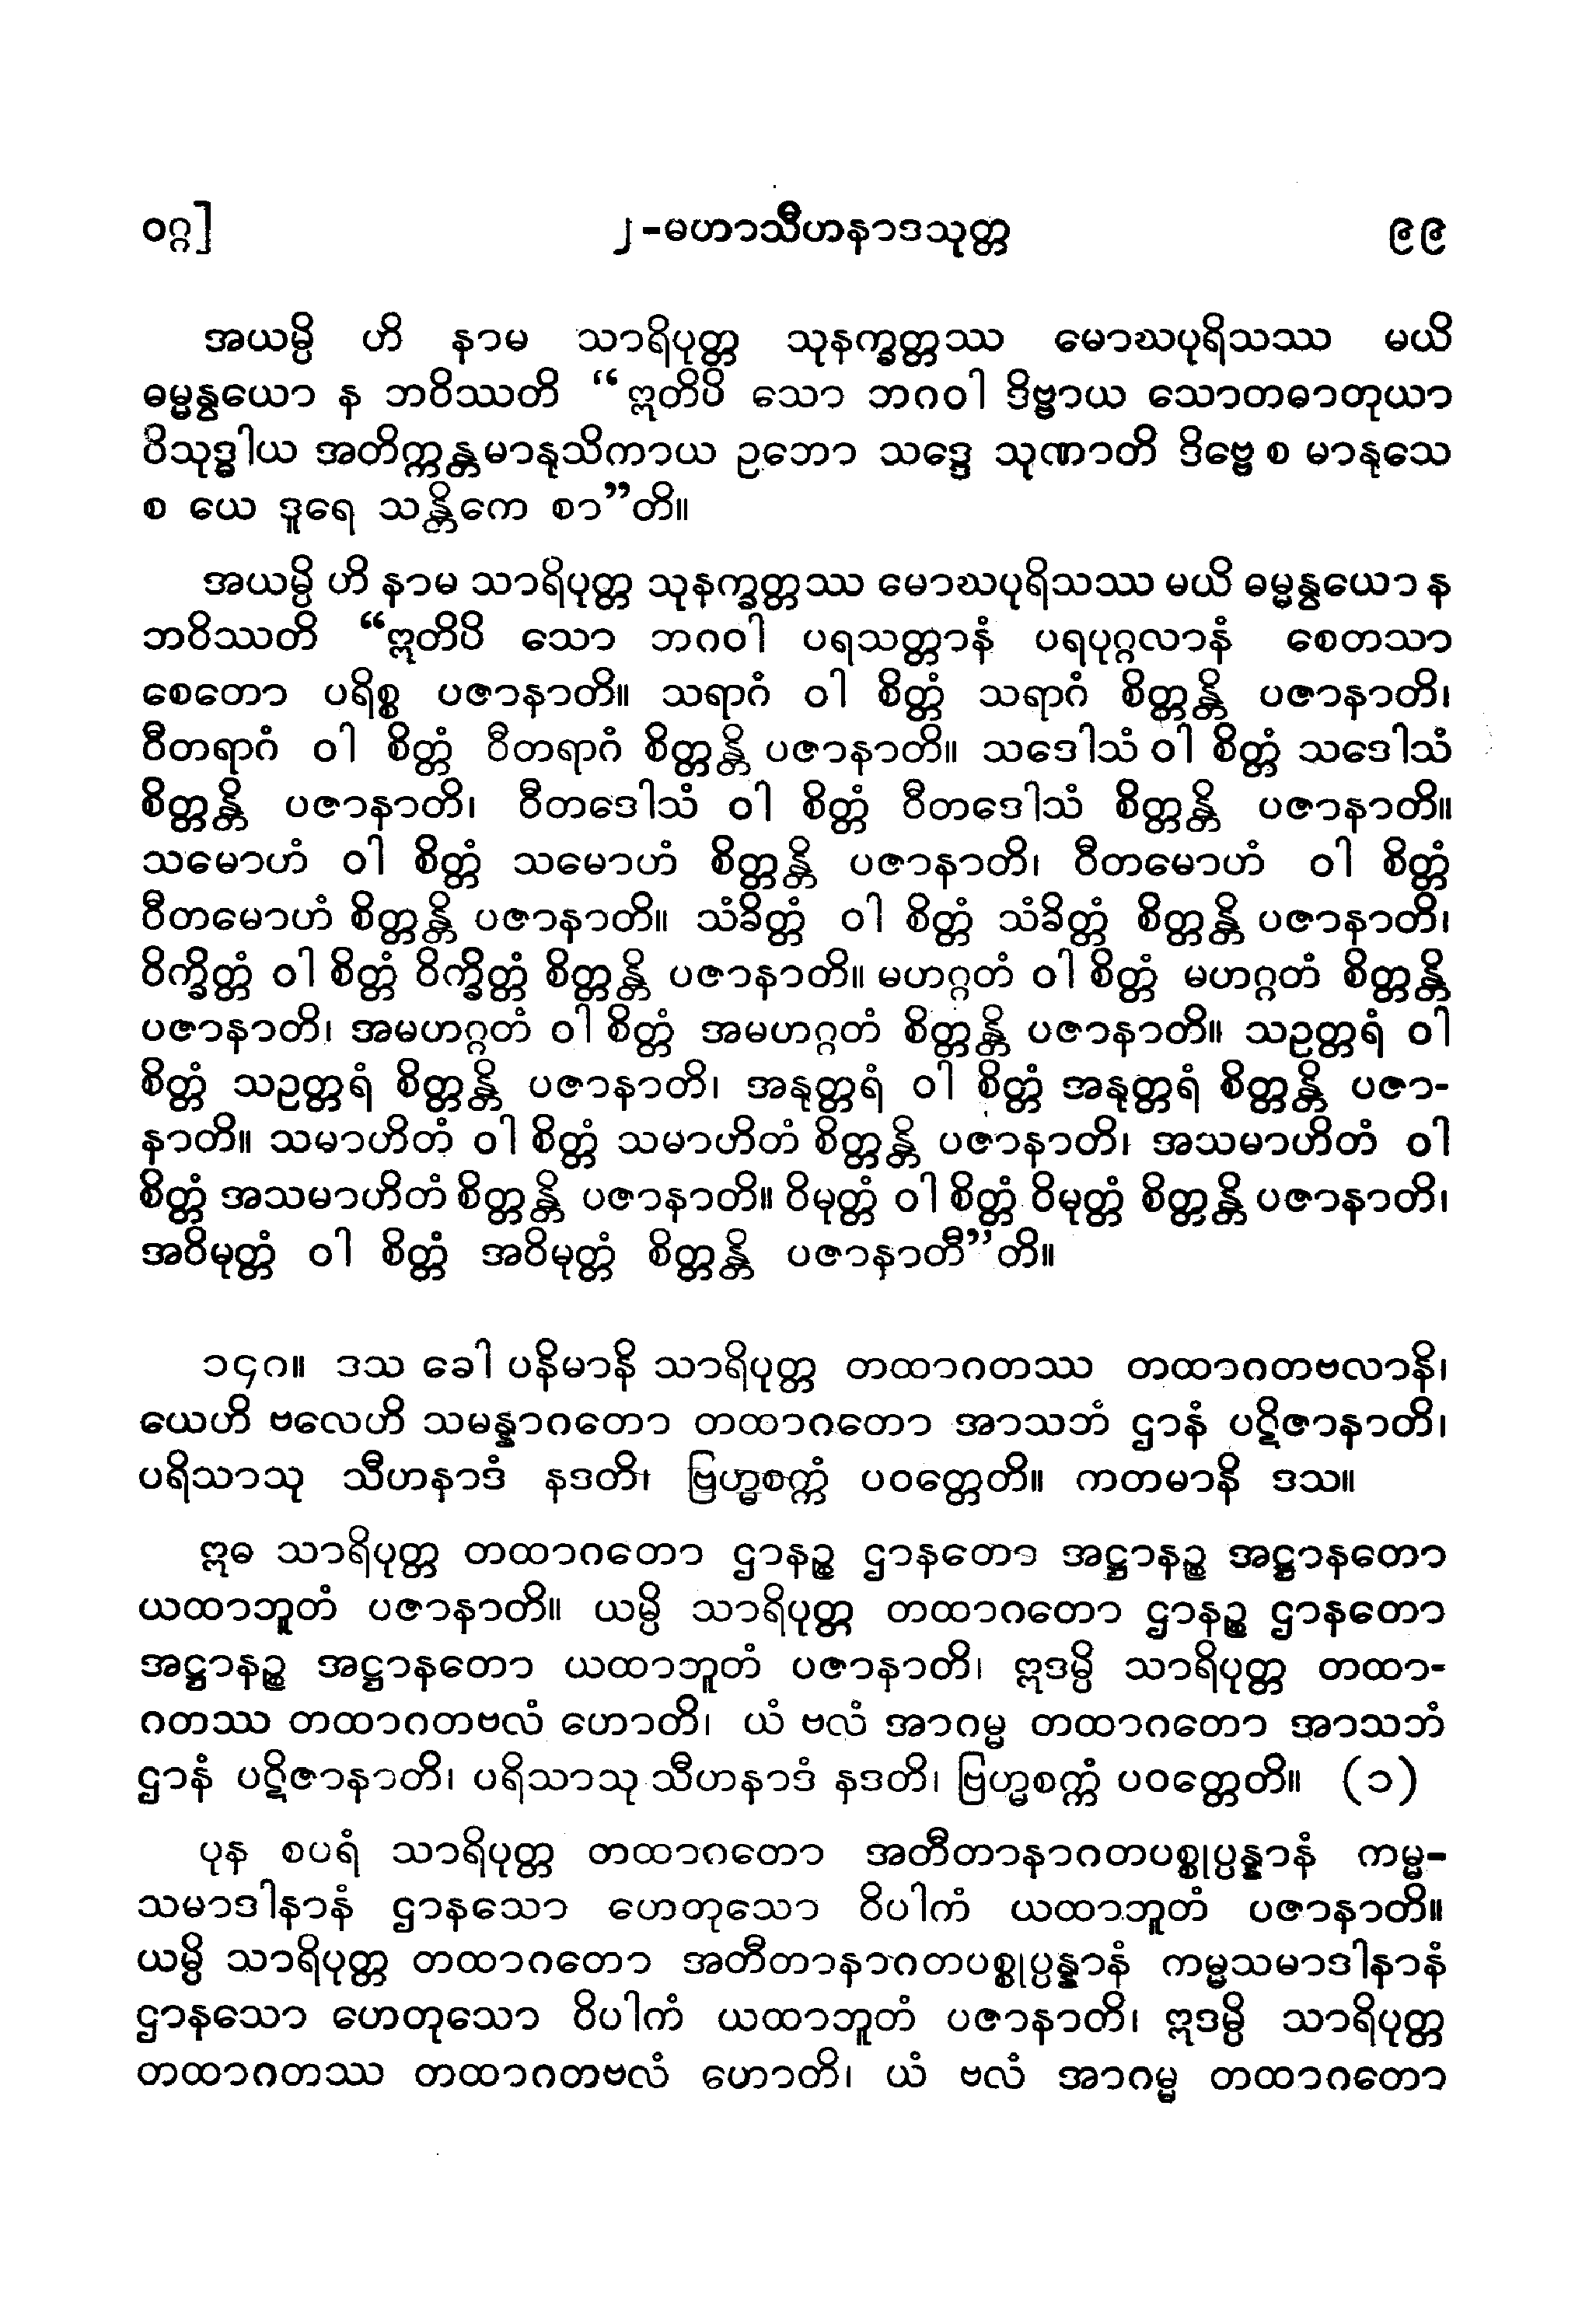 ဝဂ္ဂ]
၂-မဟာသီဟနာဒသုတ္တ
၉၉
အယမ္ပိ ဟိ နာမ သာရိပုတ္တ သုနက္ခတ္တဿ မောဃပုရိသဿ မယိ
ဓမ္မန္ဝယော န ဘဝိဿတိ “ဣတိပိ သော ဘဂဝါ ဒိဗ္ဗာယ သောတဓာတုယာ
ဝိသုဒ္ဓါယ အတိက္ကန္တမာနုသိကာယ ဥဘော သဒ္ဒေ သုဏာတိ ဒိဗ္ဗေ စ မာနုသေ
စ ယေ ဒူရေ သန္တိကေ စာ”တိ။
အယမ္ပိ ဟိ နာမ သာရိပုတ္တ သုနက္ခတ္တဿ မောဃပုရိသဿ မယိ ဓမ္မန္ဝယော န
ဘဝိဿတိ “ဣတိပိ သော ဘဂဝါ ပရသတ္တာနံ ပရပုဂ္ဂလာနံ စေတသာ
စေတော ပရိစ္စ ပဇာနာတိ။ သရာဂံ ဝါ စိတ္တံ သရာဂံ စိတ္တန္တိ ပဇာနာတိ၊
ဝီတရာဂံ ဝါ စိတ္တံ ဝီတရာဂံ စိတ္တန္တိ ပဇာနာတိ။ သဒေါသံ ဝါ စိတ္တံ သဒေါသံ
စိတ္တန္တိ ပဇာနာတိ၊ ဝီတဒေါသံ ဝါ စိတ္တံ ဝီတဒေါသံ စိတ္တန္တိ ပဇာနာတိ။
သမောဟံ ဝါ စိတ္တံ သမောဟံ စိတ္တန္တိ ပဇာနာတိ၊ ဝီတမောဟံ ဝါ စိတ္တံ
ဝီတမောဟံ စိတ္တန္တိ ပဇာနာတိ။ သံခိတ္တံ ဝါ စိတ္တံ သံခိတ္တံ စိတ္တန္တိ ပဇာနာတိ၊
ဝိက္ခိတ္တံ ဝါ စိတ္တံ ဝိက္ခိတ္တံ စိတ္တန္တိ ပဇာနာတိ။ မဟဂ္ဂတံ ဝါ စိတ္တံ မဟဂ္ဂတံ စိတ္တန္တိ
ပဇာနာတိ၊ အမဟဂ္ဂတံ ဝါ စိတ္တံ အမဟဂ္ဂတံ စိတ္တန္တိ ပဇာနာတိ။ သဥတ္တရံ ဝါ
စိတ္တံ သဥတ္တရံ စိတ္တန္တိ ပဇာနာတိ၊ အနုတ္တရံ ဝါ စိတ္တံ အနုတ္တရံ စိတ္တန္တိ ပဇာ-
နာတိ။ သမာဟိတံ ဝါ စိတ္တံ သမာဟိတံ စိတ္တန္တိ ပဇာနာတိ၊ အသမာဟိတံ ဝါ
စိတ္တံ အသမာဟိတံ စိတ္တန္တိ ပဇာနာတိ။ ဝိမုတ္တံ ဝါ စိတ္တံ ဝိမုတ္တံ စိတ္တန္တိ ပဇာနာတိ၊
အဝိမုတ္တံ ဝါ စိတ္တံ အဝိမုတ္တံ စိတ္တန္တိ ပဇာနာတီ”တိ။
၁၄၈။ ဒသ ခေါ ပနိမာနိ သာရိပုတ္တ တထာဂတဿ တထာဂတဗလာနိ၊
ယေဟိ ဗလေဟိ သမန္နာဂတော တထာဂတော အာသဘံ ဌာနံ ပဋိဇာနာတိ၊
ပရိသာသု သီဟနာဒံ နဒတိ၊ ဗြဟ္မစက္ကံ ပဝတ္တေတိ။ ကတမာနိ ဒသ။
ဣဓ သာရိပုတ္တ တထာဂတော ဌာနဉ္စ ဌာနတော အဋ္ဌာနဉ္စ အဋ္ဌာနတော
ယထာဘူတံ ပဇာနာတိ။ ယမ္ပိ သာရိပုတ္တ တထာဂတော ဌာနဉ္စ ဌာနတော
အဋ္ဌာနဉ္စ အဋ္ဌာနတော ယထာဘူတံ ပဇာနာတိ၊ ဣဒမ္ပိ သာရိပုတ္တ တထာ-
ဂတဿ တထာဂတဗလံ ဟောတိ၊ ယံ ဗလံ အာဂမ္မ တထာဂတော အာသဘံ
ဌာနံ ပဋိဇာနာတိ၊ ပရိသာသု သီဟနာဒံ နဒတိ၊ ဗြဟ္မစက္ကံ ပဝတ္တေတိ။ (၁)
ပုန စပရံ သာရိပုတ္တ တထာဂတော အတီတာနာဂတပစ္စုပ္ပန္နာနံ ကမ္မ-
သမာဒါနာနံ ဌာနသော ဟေတုသော ဝိပါကံ ယထာဘူတံ ပဇာနာတိ။
ယမ္ပိ သာရိပုတ္တ တထာဂတော အတီတာနာဂတပစ္စုပ္ပန္နာနံ ကမ္မသမာဒါနာနံ
ဌာနသော ဟေတုသော ဝိပါကံ ယထာဘူတံ ပဇာနာတိ၊ ဣဒမ္ပိ သာရိပုတ္တ
တထာဂတဿ တထာဂတဗလံ ဟောတိ၊ ယံ ဗလံ အာဂမ္မ တထာဂတော